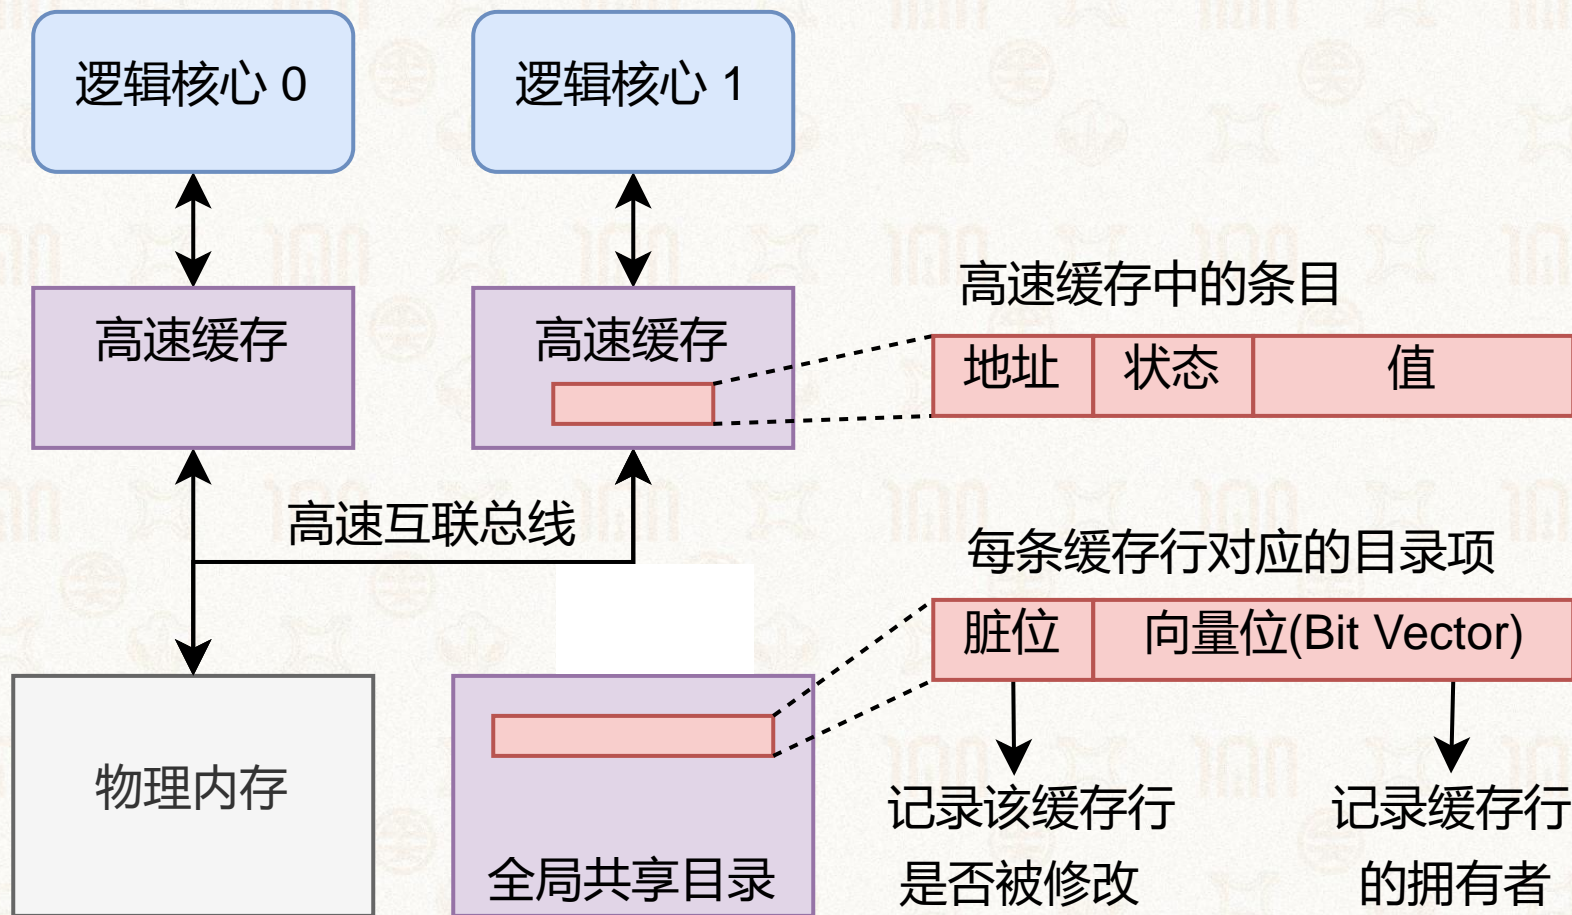 逻辑核心 0
逻辑核心 1
高速缓存中的条目
高速缓存
高速缓存
地址
状态
值
高速互联总线
每条缓存行对应的目录项
脏位
向量位(Bit Vector)
物理内存
全局共享目录
记录该缓存行
是否被修改
记录缓存行
的拥有者